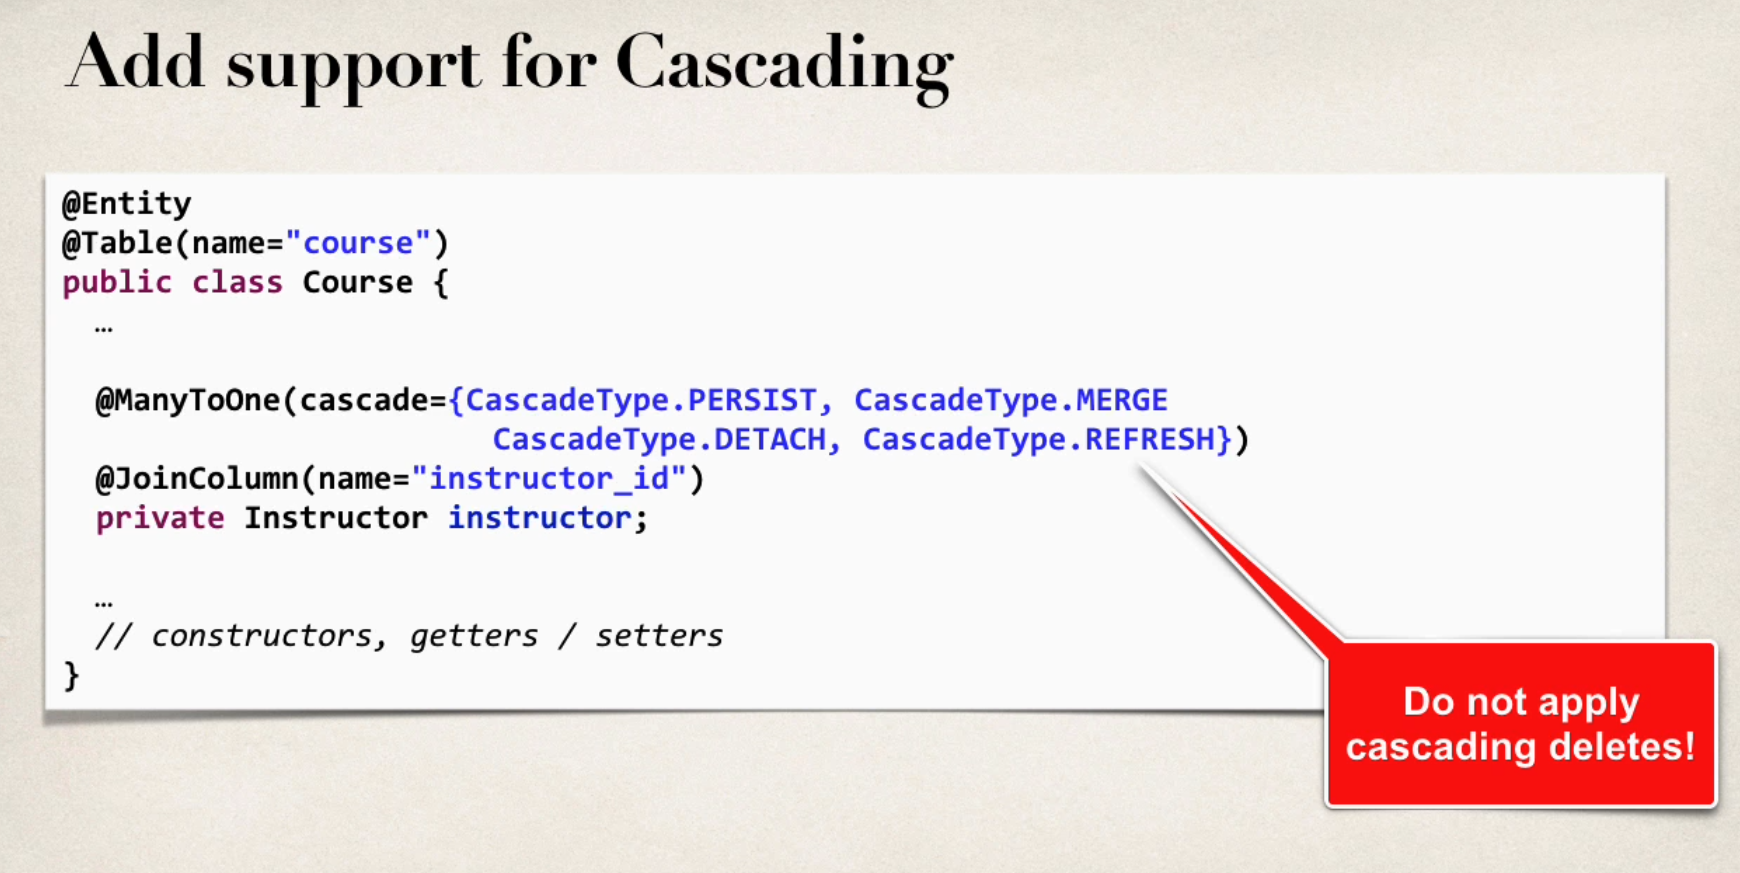 Add support for Cascading
@Entity
@Table(name="course")
public class Course {
…
@ManyToOne(cascade={CascadeType.PERSIST, CascadeType.MERGE
CascadeType.DETACH, CascadeType.REFRESH})
@JoinColumn(name="instructor_id")
private Instructor instructor;
…
// constructors, getters / setters
}
Do not apply
cascading deletes!